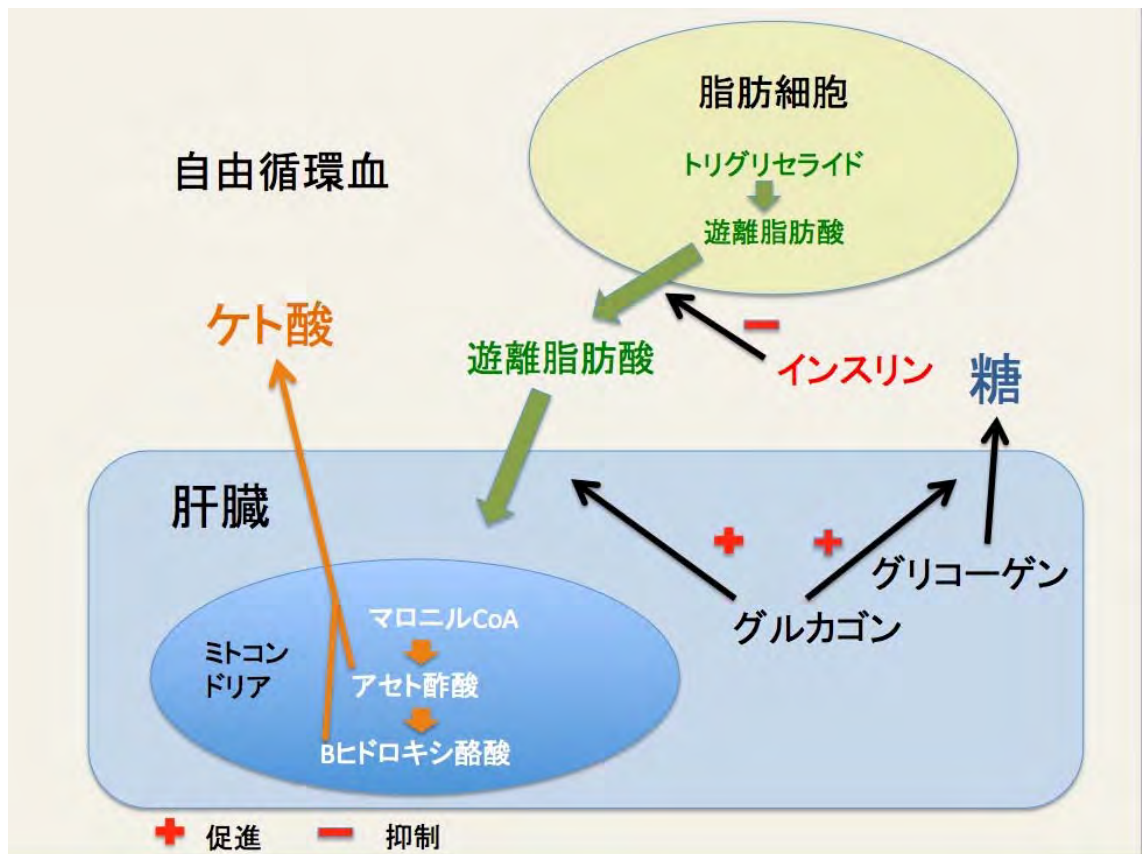 脂肪細胞
自由循環血
トリグリセライド
遊離脂肪酸
ケト酸
遊離脂肪酸
インスリン
糖
肝臓
グリコーゲン
グルカゴン
マロニルCoA
ミトコン
ドリア
アセト酢酸
Bヒドロキシ酪酸
促進
抑制